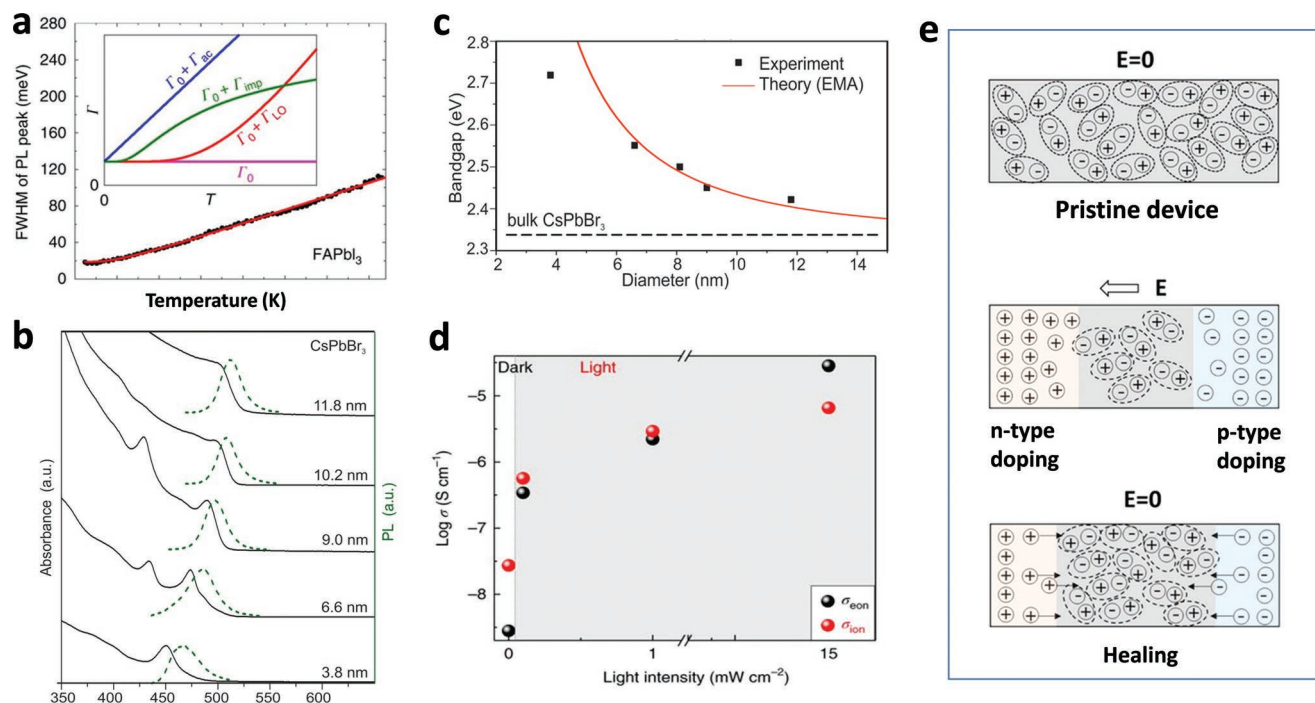 a
280
240
200
160
120
80
40
0
FWHM of PL peak (meV)
Γ
Γ0 + Γac
Γ0 + Γimp
Γ0 + ΓLO
Γ0
0
0
T
FAPbI3
Temperature (K)
b
CsPbBr3
11.8 nm
10.2 nm
9.0 nm
6.6 nm
3.8 nm
Absorbance (a.u.)
PL (a.u.)
350
400
450
500
550
600
c
2.8
2.7
2.6
2.5
2.4
2.3
Bandgap (eV)
Experiment
Theory (EMA)
bulk CsPbBr3
2
4
6
8
10
12
14
Diameter (nm)
d
Dark
Light
−5
−6
−7
−8
Log σ (S cm−1)
σeon
σion
0
1
15
Light intensity (mW cm−2)
e
E=0
Pristine device
E
n-type
doping
p-type
doping
E=0
Healing